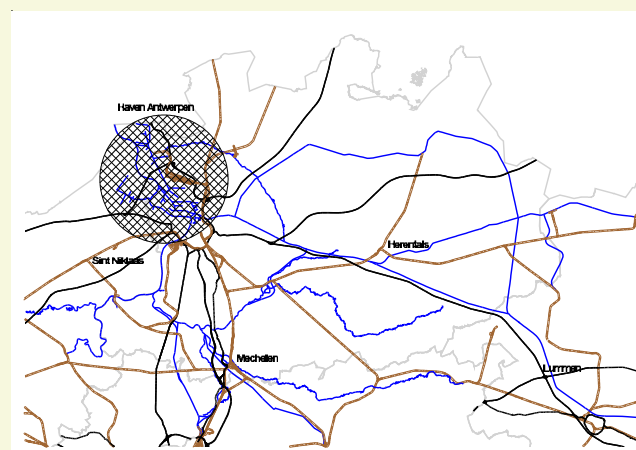 Haven Antwerpen
Herentals
Sint Niklaas
Mechelen
Lummen